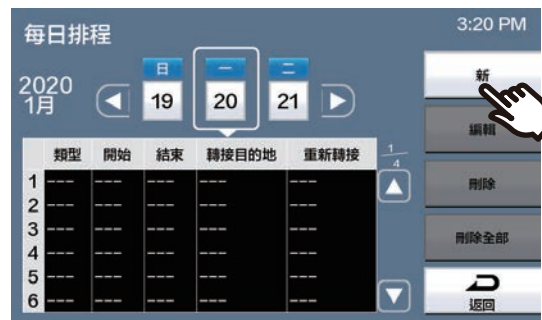 每日排程
3:20 PM
2020
1月
日 一 二
19 20 21
類型 開始 結束 轉接目的地 重新轉接
1/4
1 --- --- --- --- ---
2 --- --- --- --- ---
3 --- --- --- --- ---
4 --- --- --- --- ---
5 --- --- --- --- ---
6 --- --- --- --- ---
新
編輯
刪除
刪除全部
返回